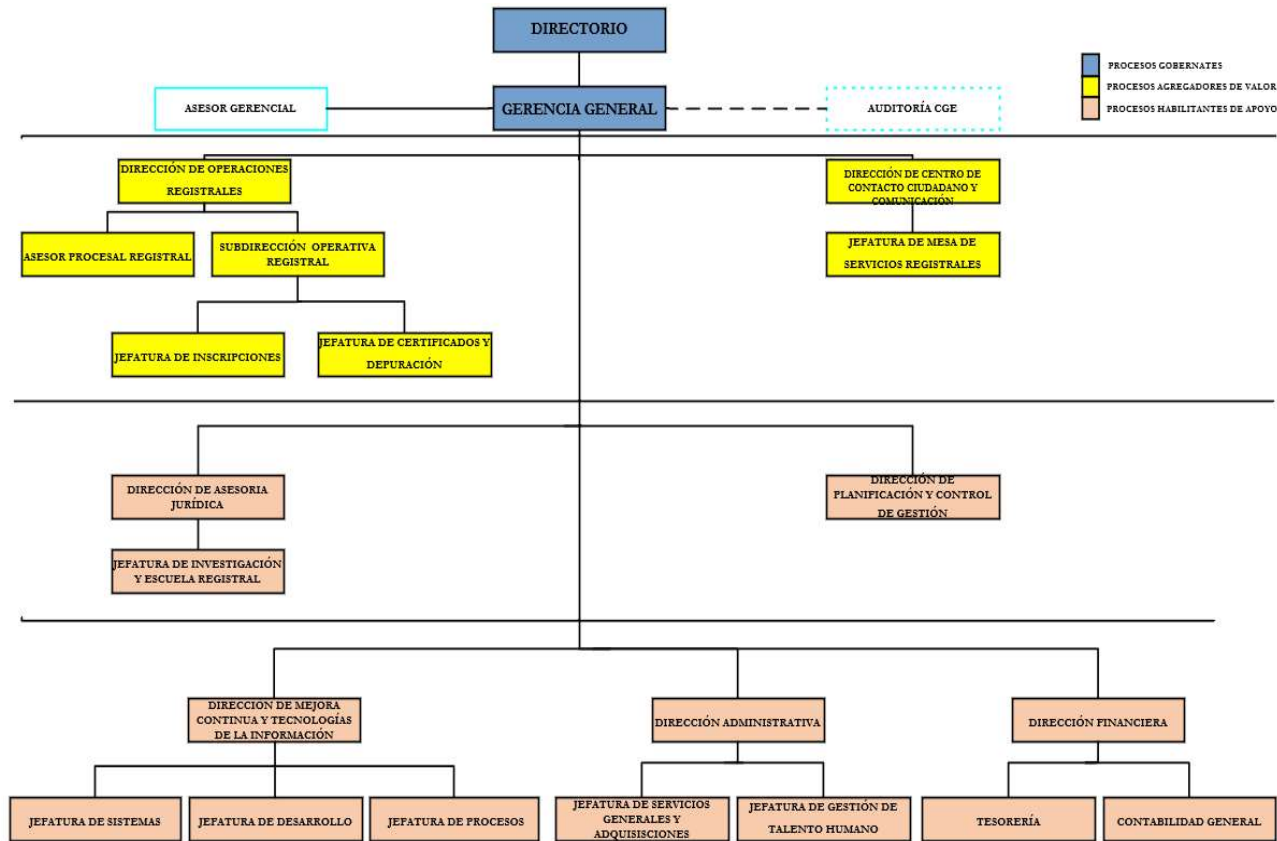 DIRECTORIO
PROCESOS GOBERNATES
PROCESOS AGREGADORES DE VALOR
PROCESOS HABILITANTES DE APOYO
ASESOR GERENCIAL
GERENCIA GENERAL
AUDITORÍA CGE
DIRECCIÓN DE OPERACIONES
REGISTRALES
DIRECCIÓN DE CENTRO DE
CONTACTO CIUDADANO Y
COMUNICACIÓN
ASESOR PROCESAL REGISTRAL
SUBDIRECCIÓN OPERATIVA
REGISTRAL
JEFATURA DE MESA DE
SERVICIOS REGISTRALES
JEFATURA DE INSCRIPCIONES
JEFATURA DE CERTIFICADOS Y
DEPURACIÓN
DIRECCIÓN DE ASESORIA
JURÍDICA
DIRECCIÓN DE
PLANIFICACIÓN Y CONTROL
DE GESTIÓN
JEFATURA DE INVESTIGACIÓN
Y ESCUELA REGISTRAL
DIRECCIÓN DE MEJORA
CONTINUA Y TECNOLOGÍAS
DE LA INFORMACIÓN
DIRECCIÓN ADMINISTRATIVA
DIRECCIÓN FINANCIERA
JEFATURA DE SISTEMAS
JEFATURA DE DESARROLLO
JEFATURA DE PROCESOS
JEFATURA DE SERVICIOS
GENERALES Y
ADQUISISCIONES
JEFATURA DE GESTIÓN DE
TALENTO HUMANO
TESORERÍA
CONTABILIDAD GENERAL